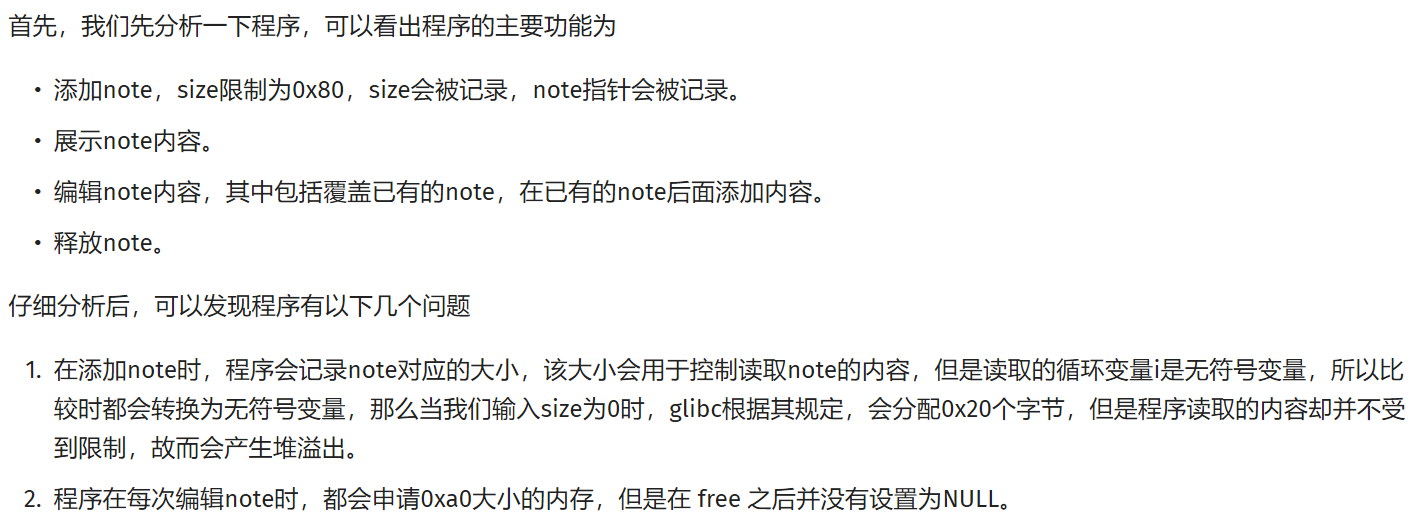 首先，我们先分析一下程序，可以看出程序的主要功能为
• 添加note，size限制为0x80，size会被记录，note指针会被记录。
• 展示note内容。
• 编辑note内容，其中包括覆盖已有的note，在已有的note后面添加内容。
• 释放note。
仔细分析后，可以发现程序有以下几个问题
1. 在添加note时，程序会记录note对应的大小，该大小会用于控制读取note的内容，但是读取的循环变量i是无符号变量，所以比
较时都会转换为无符号变量，那么当我们输入size为0时，glibc根据其规定，会分配0x20个字节，但是程序读取的内容却并不受
到限制，故而会产生堆溢出。
2. 程序在每次编辑note时，都会申请0xa0大小的内存，但是在 free 之后并没有设置为NULL。